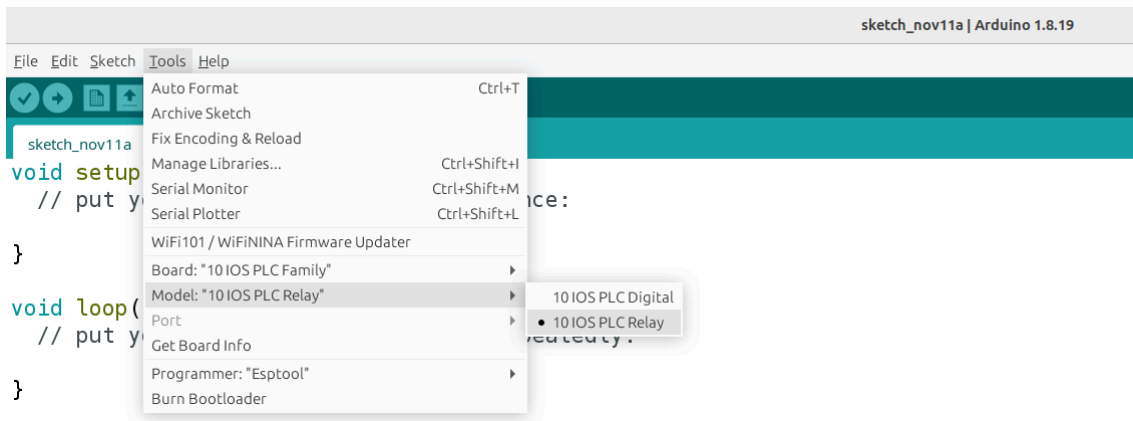 sketch_nov11a | Arduino 1.8.19
File Edit Sketch Tools Help
sketch_nov11a
Auto Format Ctrl+T
Archive Sketch
Fix Encoding & Reload
Manage Libraries... Ctrl+Shift+I
Serial Monitor Ctrl+Shift+M
Serial Plotter Ctrl+Shift+L
WiFi101 / WiFiNINA Firmware Updater
Board: "10 IOS PLC Family"
Model: "10 IOS PLC Relay"
Port
Get Board Info
Programmer: "Esptool"
Burn Bootloader
10 IOS PLC Digital
10 IOS PLC Relay
void setup
// put y
}
void loop(
// put y
}